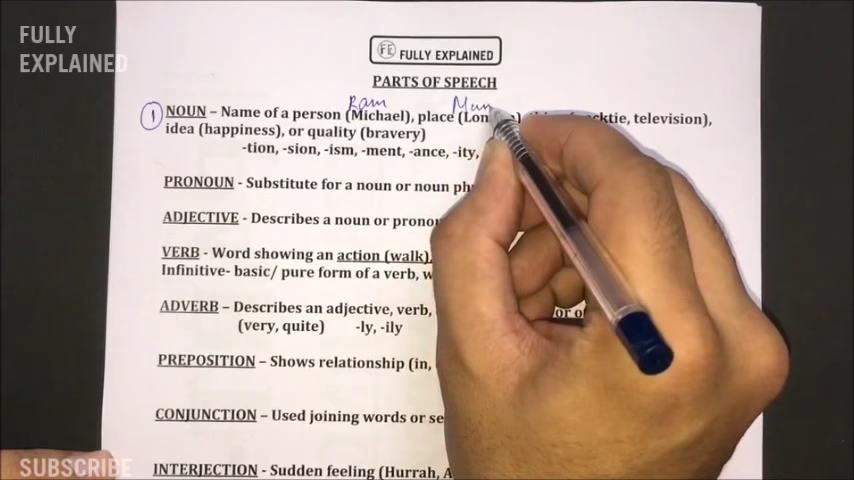 FULLY
EXPLAINED
FE FULLY EXPLAINED
PARTS OF SPEECH
Ram Mum
1 NOUN – Name of a person (Michael), place (Lon television),
idea (happiness), or quality (bravery)
-tion, -sion, -ism, -ment, -ance, -ity,
PRONOUN - Substitute for a noun or noun
ADJECTIVE - Describes a noun or
VERB - Word showing an action (walk),
Infinitive- basic/ pure form of a verb,
ADVERB – Describes an adjective, verb,
(very, quite) -ly, -ily
PREPOSITION – Shows relationship (in,
CONJUNCTION – Used joining words or
INTERJECTION - Sudden feeling (Hurrah,
SUBSCRIBE